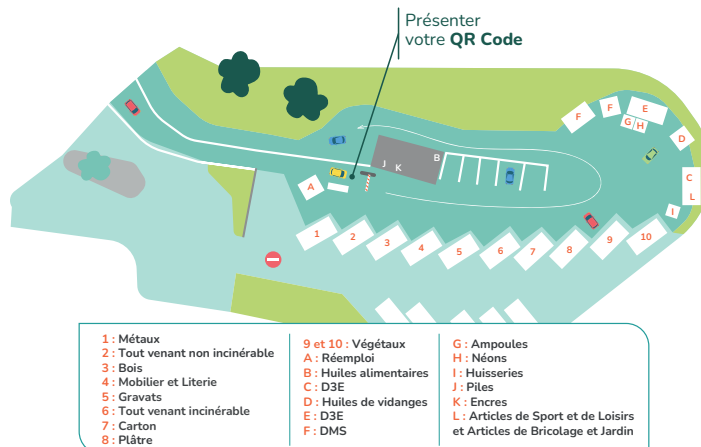 Présenter
votre QR Code
F
F
E
G
H
D
B
J
K
C
A
L
I
1
2
3
4
5
6
7
8
9
10
1 : Métaux
2 : Tout venant non incinérable
3 : Bois
4 : Mobilier et Literie
5 : Gravats
6 : Tout venant incinérable
7 : Carton
8 : Plâtre
9 et 10 : Végétaux
A : Réemploi
B : Huiles alimentaires
C : D3E
D : Huiles de vidanges
E : D3E
F : DMS
G : Ampoules
H : Néons
I : Huisseries
J : Piles
K : Encres
L : Articles de Sport et de Loisirs
et Articles de Bricolage et Jardin